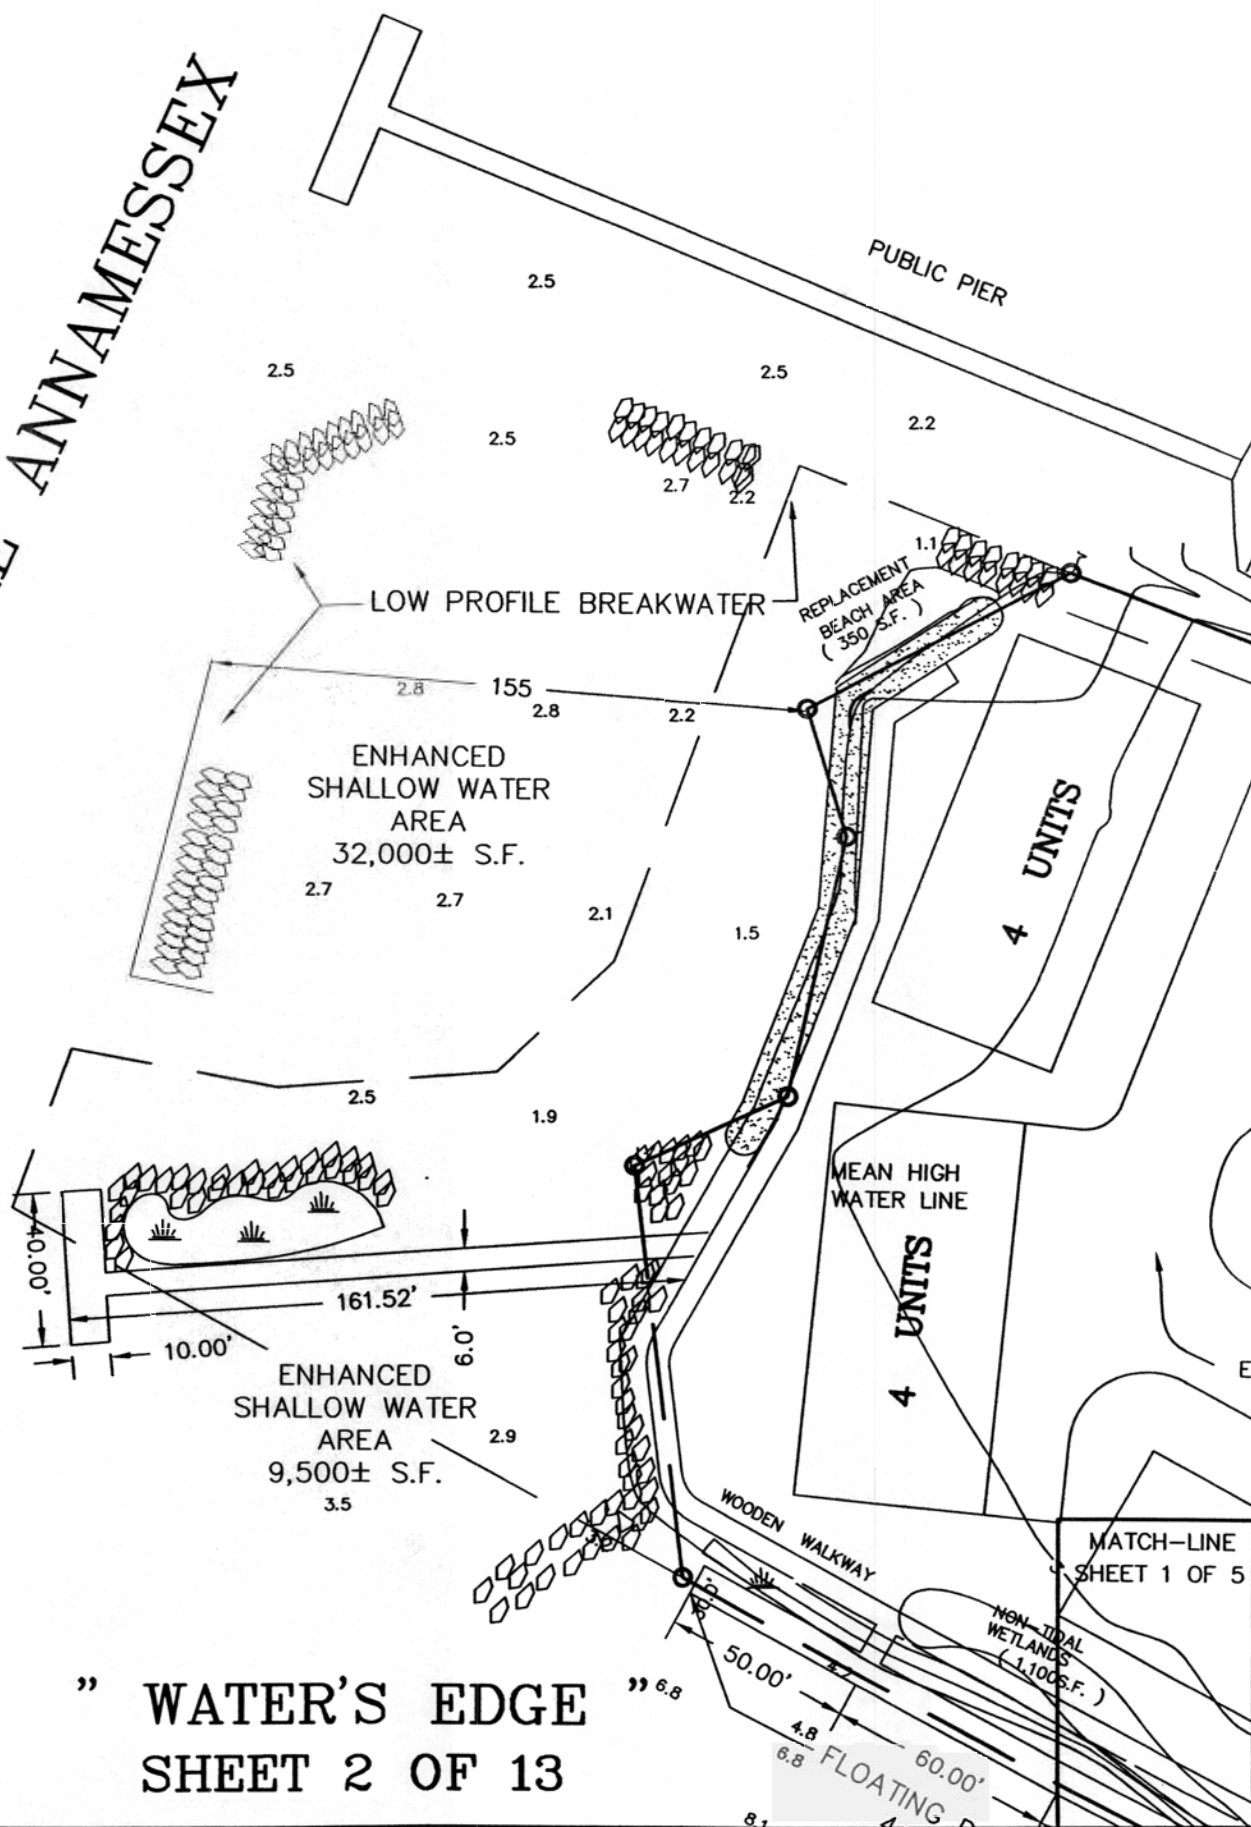 ANNAMESSEX
PUBLIC PIER
2.5
2.5
2.5
2.5
2.2
2.7
2.2
1.1
LOW PROFILE BREAKWATER
REPLACEMENT
BEACH AREA
( 350 S.F. )
2.8
155
2.8
2.2
ENHANCED
SHALLOW WATER
AREA
32,000± S.F.
2.7
2.7
2.1
1.5
4 UNITS
2.5
1.9
MEAN HIGH
WATER LINE
40.00'
161.52'
10.00'
6.0'
4 UNITS
E
ENHANCED
SHALLOW WATER
AREA
9,500± S.F.
2.9
3.5
WOODEN WALKWAY
MATCH-LINE
SHEET 1 OF 5
NON-TIDAL
WETLANDS
( 1,100S.F. )
50.00'
4.2
6.8
4.8
6.8
60.00'
FLOATING
8.1
" WATER'S EDGE "
SHEET 2 OF 13